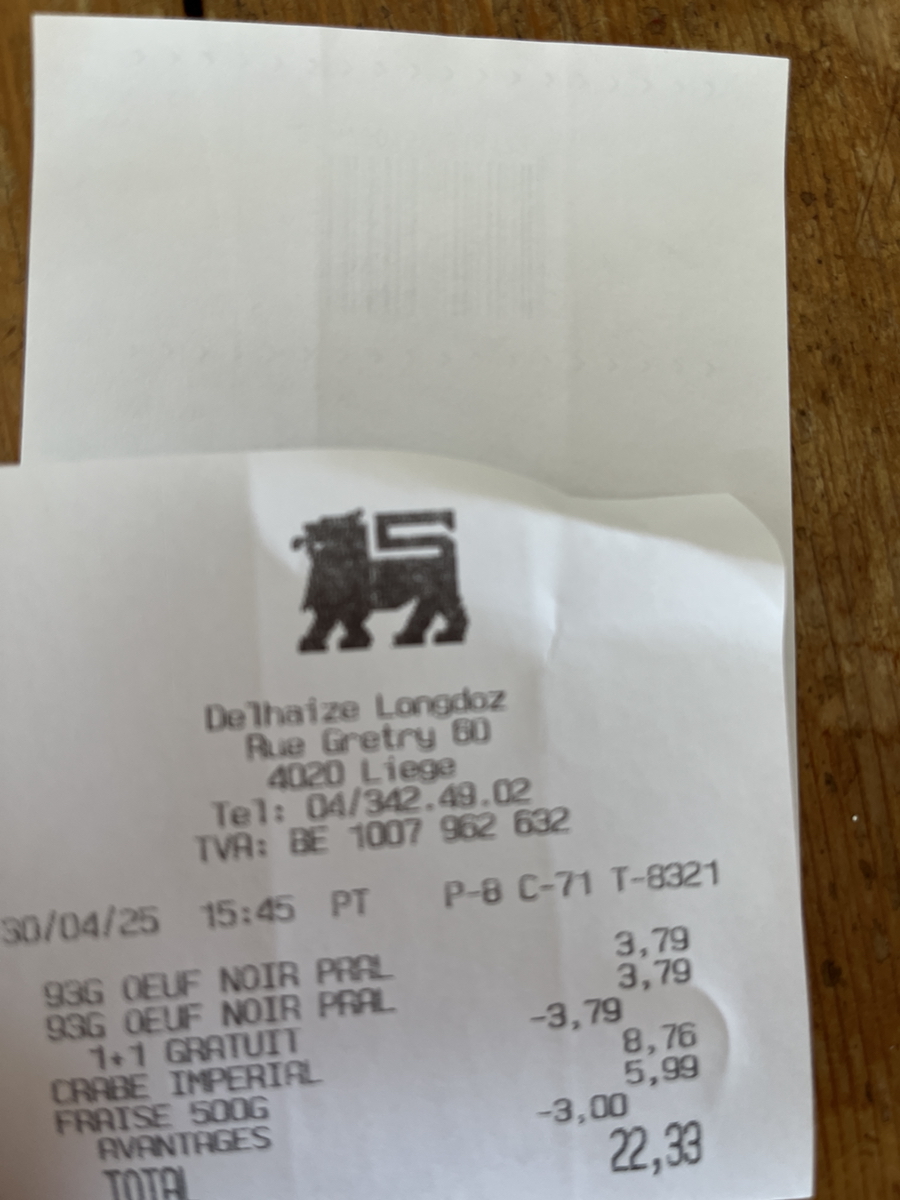 Delhaize Longdoz
Rue Gretry 60
4020 Liege
Tel: 04/342.49.02
TVA: BE 1007 962 632
30/04/25 15:45 PT P-8 C-71 T-8321
93G OEUF NOIR PRAL 3,79
93G OEUF NOIR PRAL 3,79
1+1 GRATUIT -3,79
CRABE IMPERIAL 8,76
FRAISE 500G 5,99
AVANTAGES -3,00
TOTAL 22,33